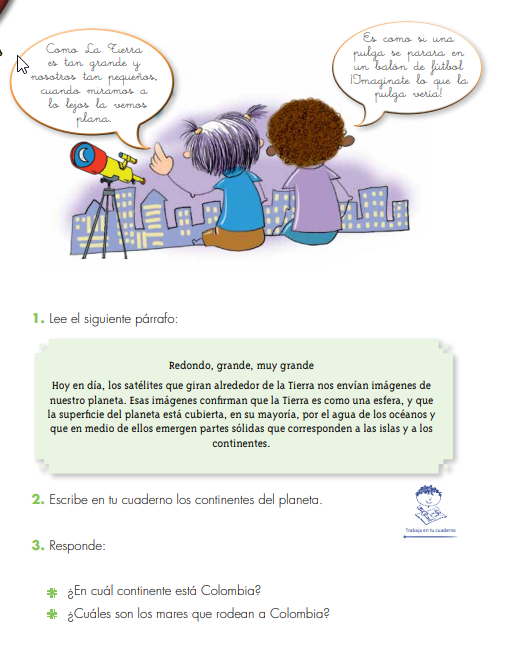 Como La Tierra
es tan grande y
nosotros tan pequeños,
cuando miramos a
lo lejos la vemos
plana.
Es como si una
pulga se parara en
un balón de fútbol
¡Imagínate lo que la
pulga vería!
1. Lee el siguiente párrafo:
Redondo, grande, muy grande
Hoy en día, los satélites que giran alrededor de la Tierra nos envían imágenes de
nuestro planeta. Esas imágenes confirman que la Tierra es como una esfera, y que
la superficie del planeta está cubierta, en su mayoría, por el agua de los océanos y
que en medio de ellos emergen partes sólidas que corresponden a las islas y a los
continentes.
2. Escribe en tu cuaderno los continentes del planeta.
Trabaja en tu cuaderno
3. Responde:
¿En cuál continente está Colombia?
¿Cuáles son los mares que rodean a Colombia?